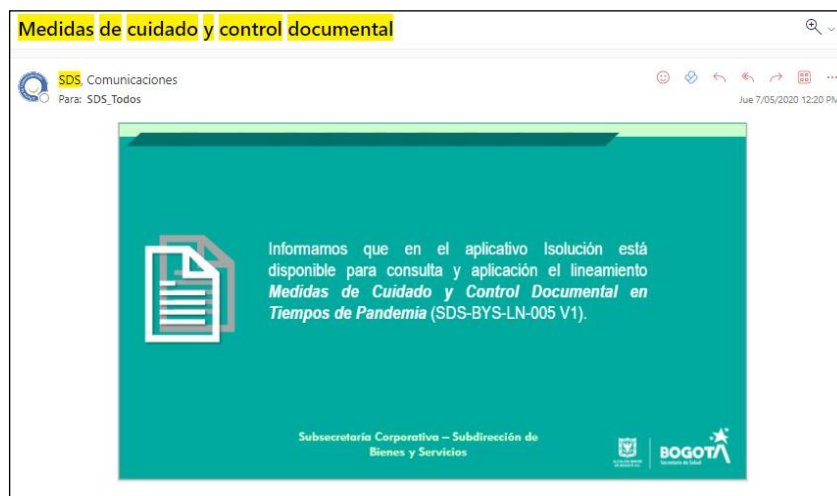 Medidas de cuidado y control documental
SDS, Comunicaciones
Para: SDS_Todos
Jue 7/05/2020 12:20 PM
Informamos que en el aplicativo Isolución está
disponible para consulta y aplicación el lineamiento
Medidas de Cuidado y Control Documental en
Tiempos de Pandemia (SDS-BYS-LN-005 V1).
Subsecretaría Corporativa – Subdirección de
Bienes y Servicios
BOGOTÁ
Secretaría de Salud